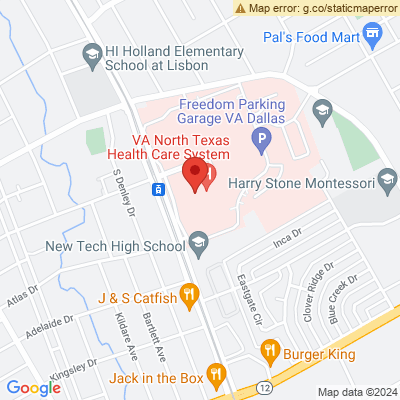 Map error: g.co/staticmaperror
HI Holland Elementary
School at Lisbon
Pal's Food Mart
Freedom Parking
Garage VA Dallas
VA North Texas
Health Care System
Harry Stone Montessori
S Denley Dr
New Tech High School
Inca Dr
Atlas Dr
J & S Catfish
Eastgate Cir
Clover Ridge Dr
Blue Creek Dr
Adelaide Dr
Kildare Ave
Bartlett Ave
Burger King
Kingsley Dr
Jack in the Box
12
Google
Map data ©2024